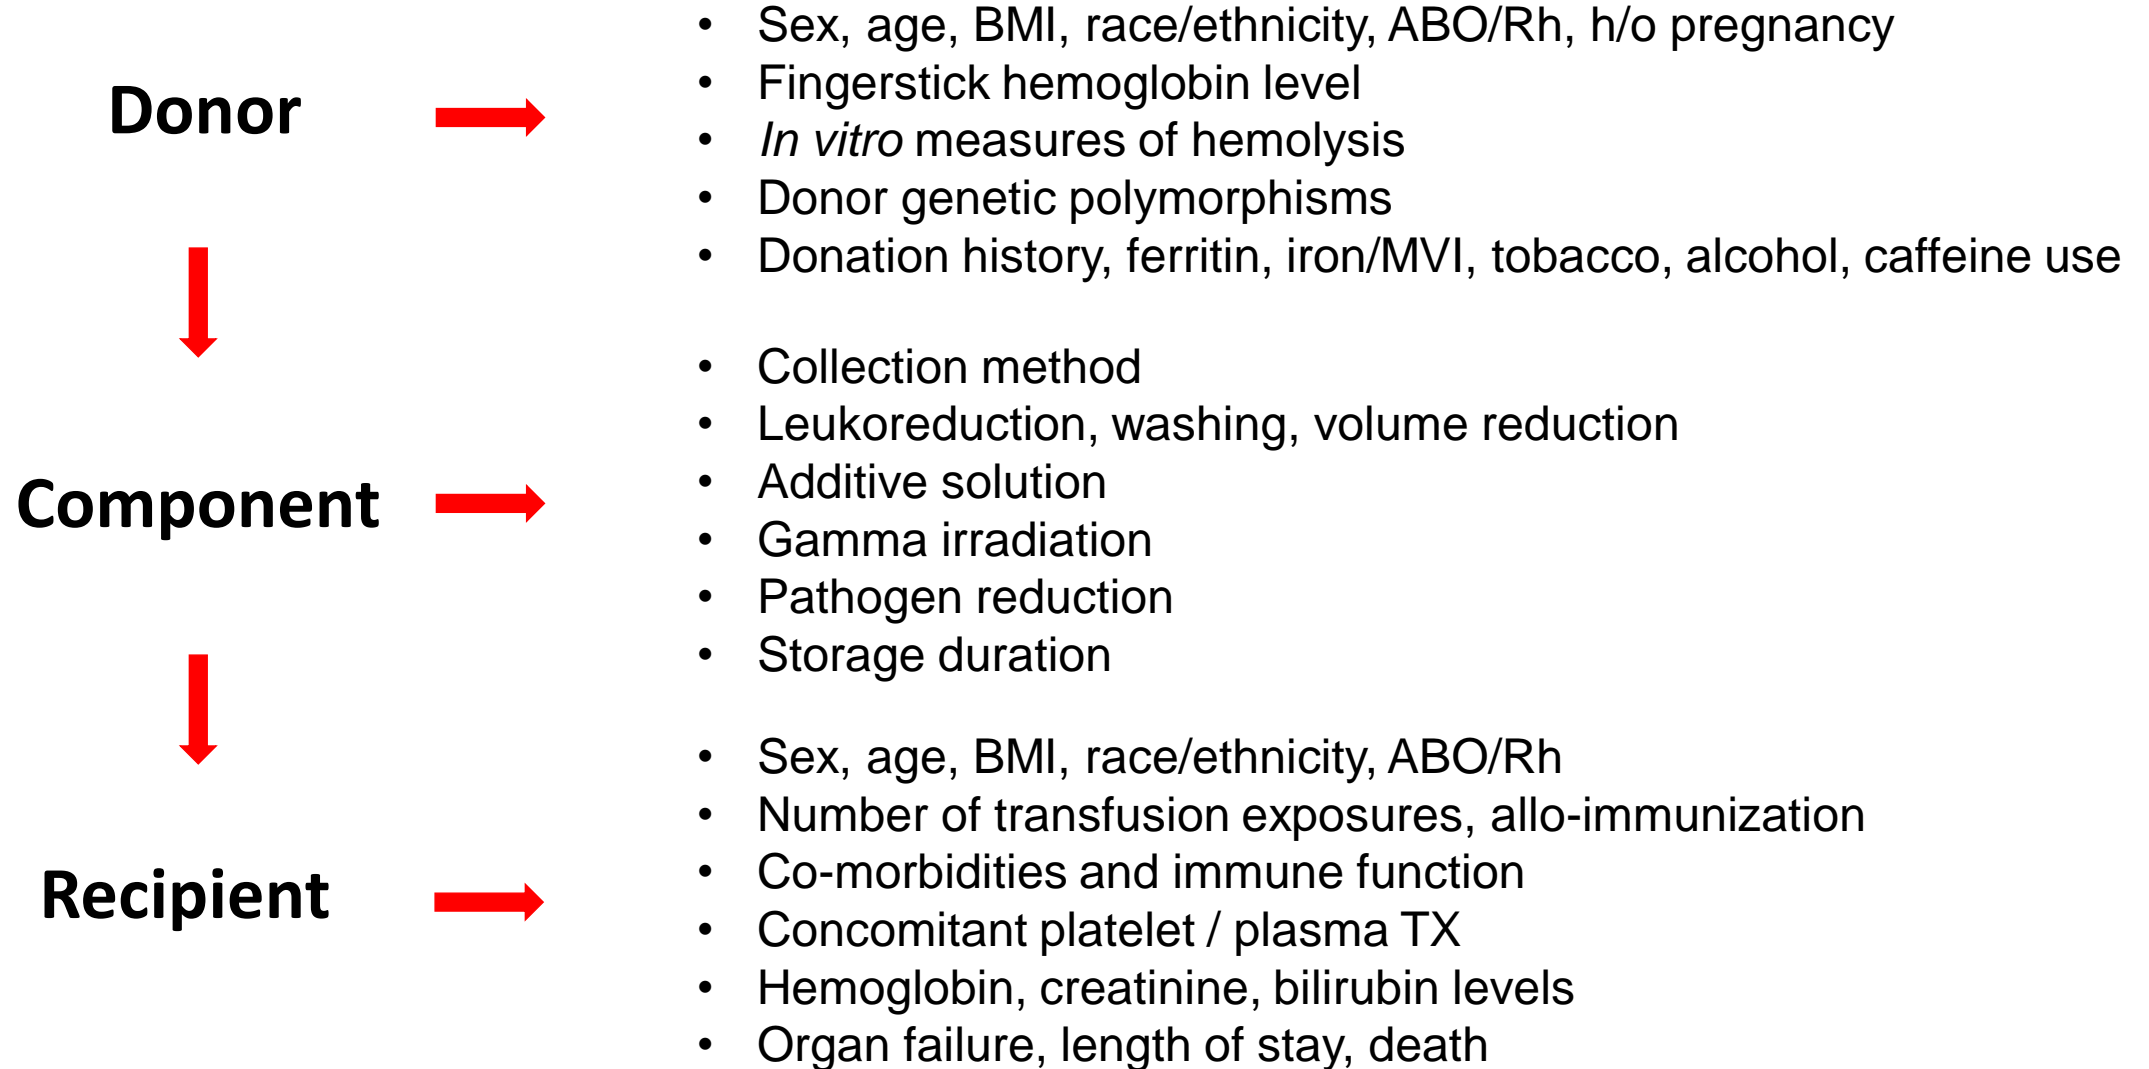 Donor
• Sex, age, BMI, race/ethnicity, ABO/Rh, h/o pregnancy
• Fingerstick hemoglobin level
• In vitro measures of hemolysis
• Donor genetic polymorphisms
• Donation history, ferritin, iron/MVI, tobacco, alcohol, caffeine use
Component
• Collection method
• Leukoreduction, washing, volume reduction
• Additive solution
• Gamma irradiation
• Pathogen reduction
• Storage duration
Recipient
• Sex, age, BMI, race/ethnicity, ABO/Rh
• Number of transfusion exposures, allo-immunization
• Co-morbidities and immune function
• Concomitant platelet / plasma TX
• Hemoglobin, creatinine, bilirubin levels
• Organ failure, length of stay, death